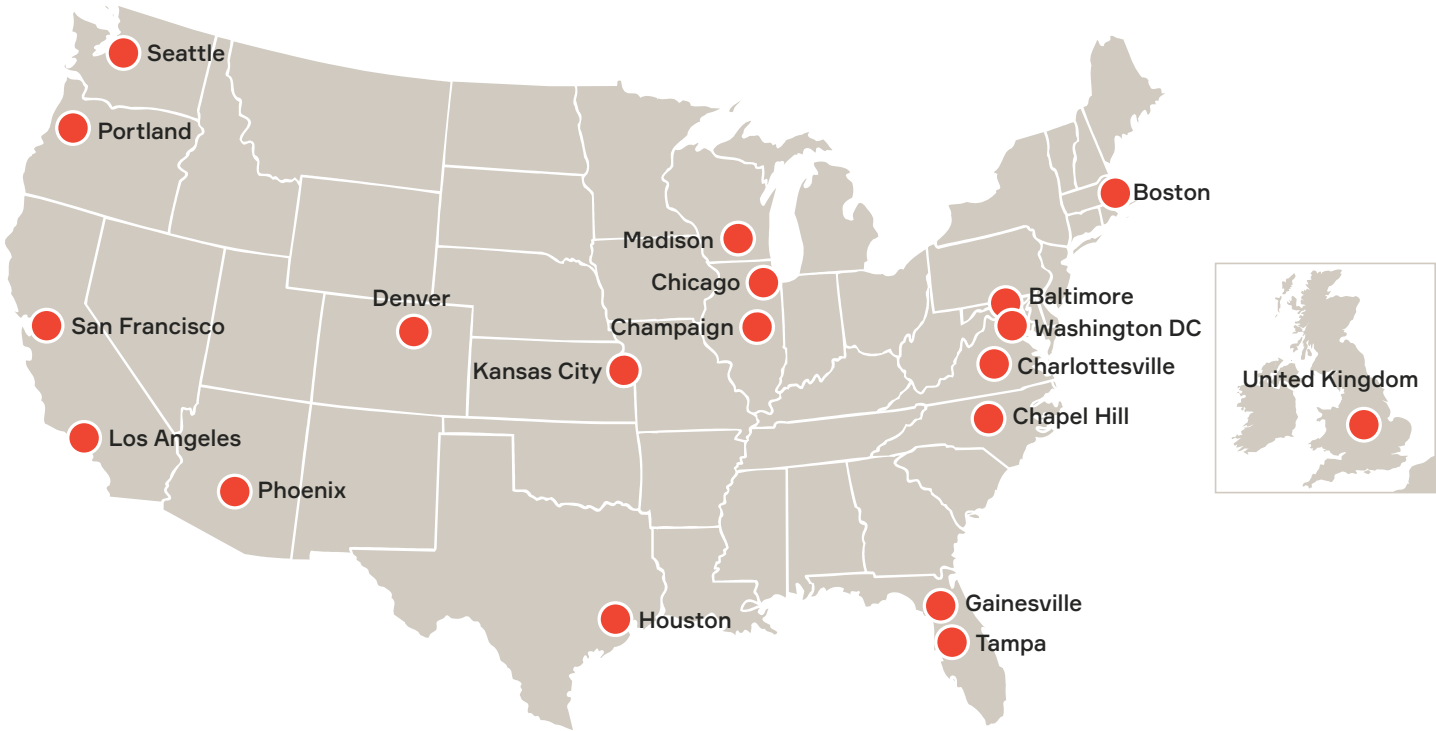 Seattle
Portland
Boston
Madison
Chicago
Denver
Baltimore
San Francisco
Champaign
Washington DC
Kansas City
Charlottesville
United Kingdom
Los Angeles
Chapel Hill
Phoenix
Gainesville
Houston
Tampa